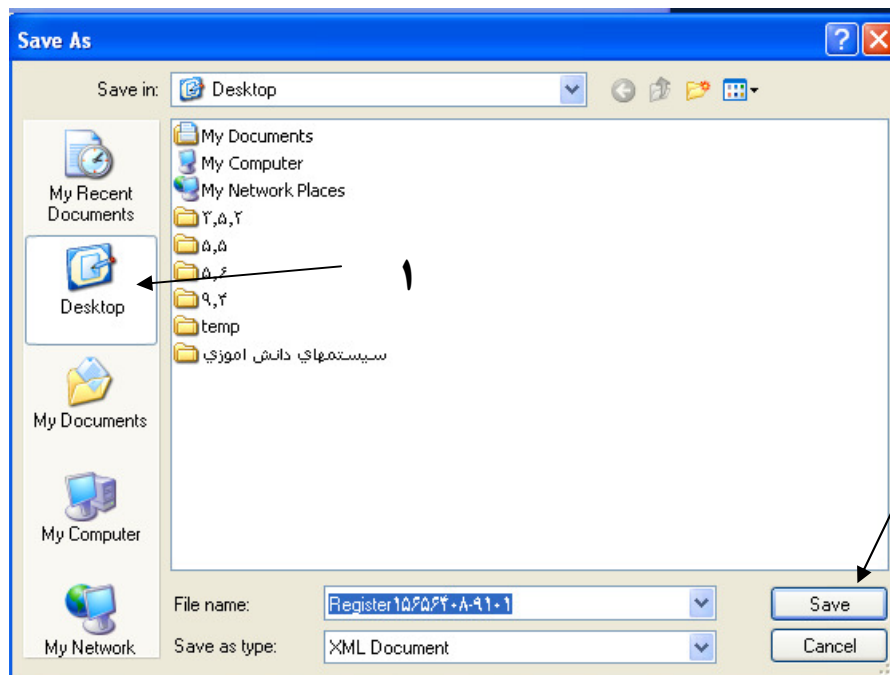 Save As
Save in: Desktop
My Documents
My Computer
My Network Places
۳,۵,۲
۵,۵
۵,۶
۹,۴
temp
سيستمهاي دانش اموزي
My Recent
Documents
Desktop
My Documents
My Computer
My Network
۱
File name: Register۱۵۶۵۶۴۰۸-۹۱۰۱
Save
Save as type: XML Document
Cancel